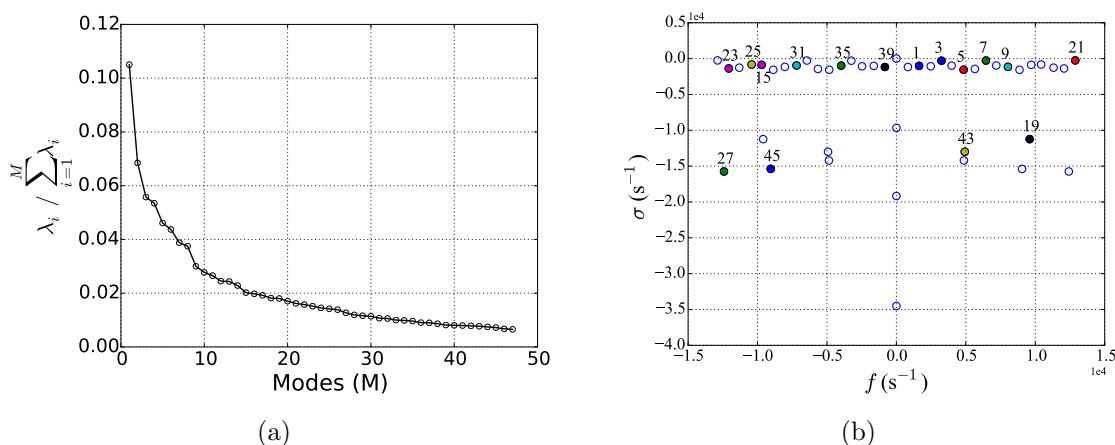 0.12
0.10
0.08
0.06
0.04
0.02
0.00
λ_i / ∑_{i=1}^{M} λ_i
0 10 20 30 40 50
Modes (M)
(a)
1e4
0.5
0.0
−0.5
−1.0
−1.5
−2.0
−2.5
−3.0
−3.5
−4.0
σ (s⁻¹)
23 25 15 31 35 39 1 3 5 7 9 21
27 45 43 19
−1.5 −1.0 −0.5 0.0 0.5 1.0 1.5
1e4
f (s⁻¹)
(b)